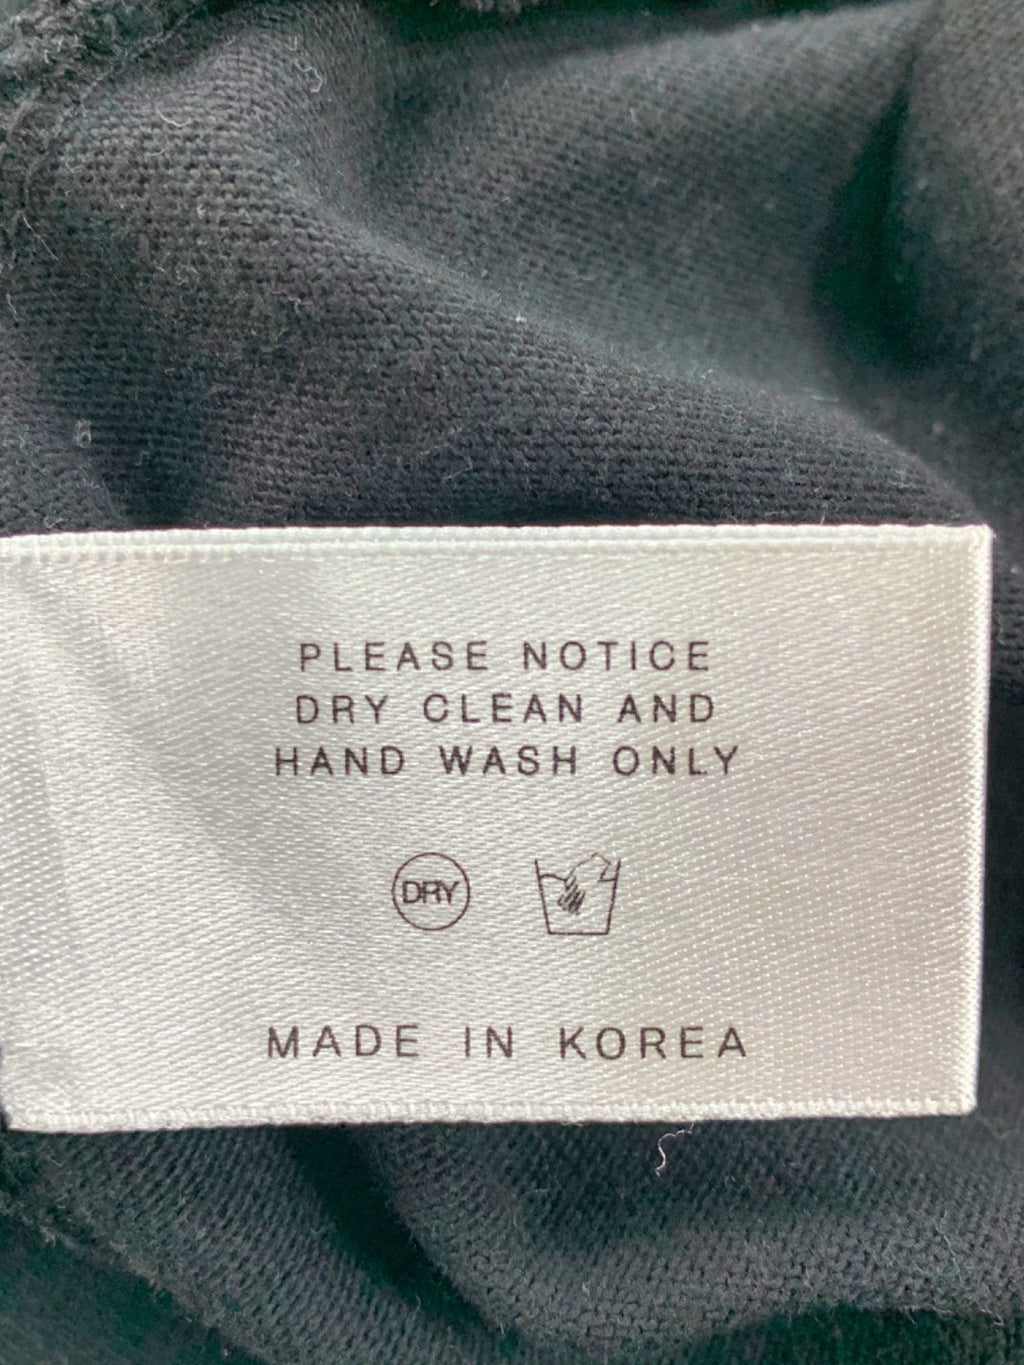 PLEASE NOTICE
DRY CLEAN AND
HAND WASH ONLY
DRY
MADE IN KOREA